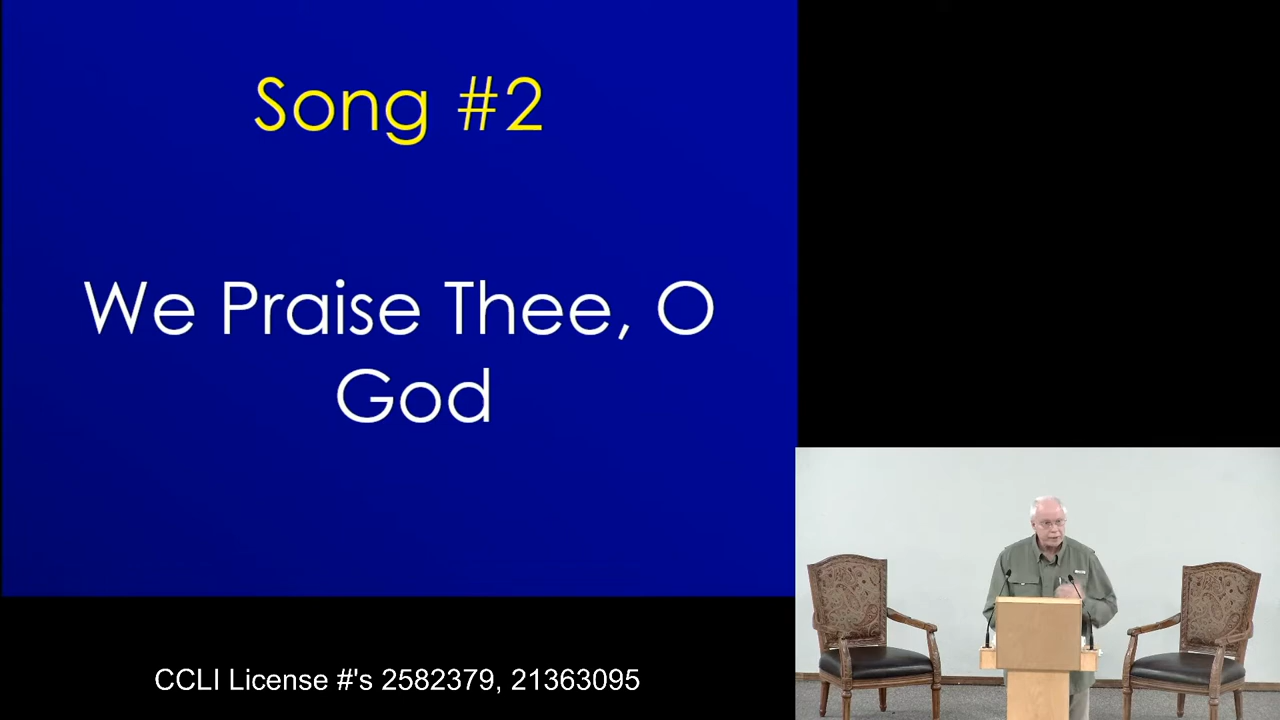 Song #2
We Praise Thee, O
God
CCLI License #'s 2582379, 21363095